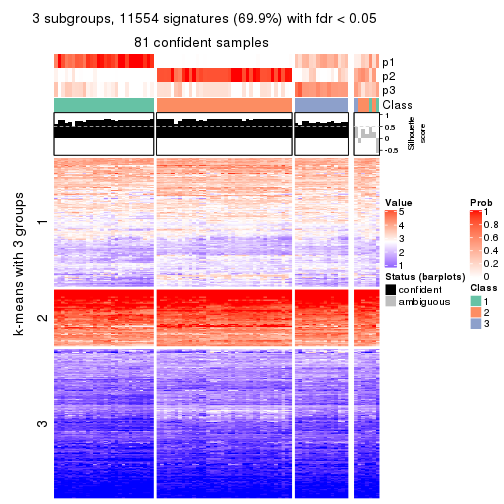 3 subgroups, 11554 signatures (69.9%) with fdr < 0.05
81 confident samples
p1
p2
p3
Class
1
0.5
0
-0.5
Silhouette
score
k-means with 3 groups
1
2
3
Value
5
4
3
2
1
Status (barplots)
confident
ambiguous
Prob
1
0.8
0.6
0.4
0.2
0
Class
1
2
3